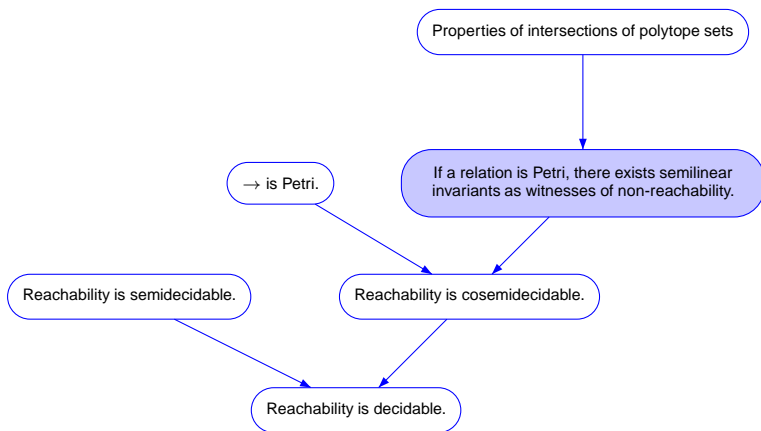 Properties of intersections of polytope sets
If a relation is Petri, there exists semilinear
invariants as witnesses of non-reachability.
→ is Petri.
Reachability is semidecidable.
Reachability is cosemidecidable.
Reachability is decidable.